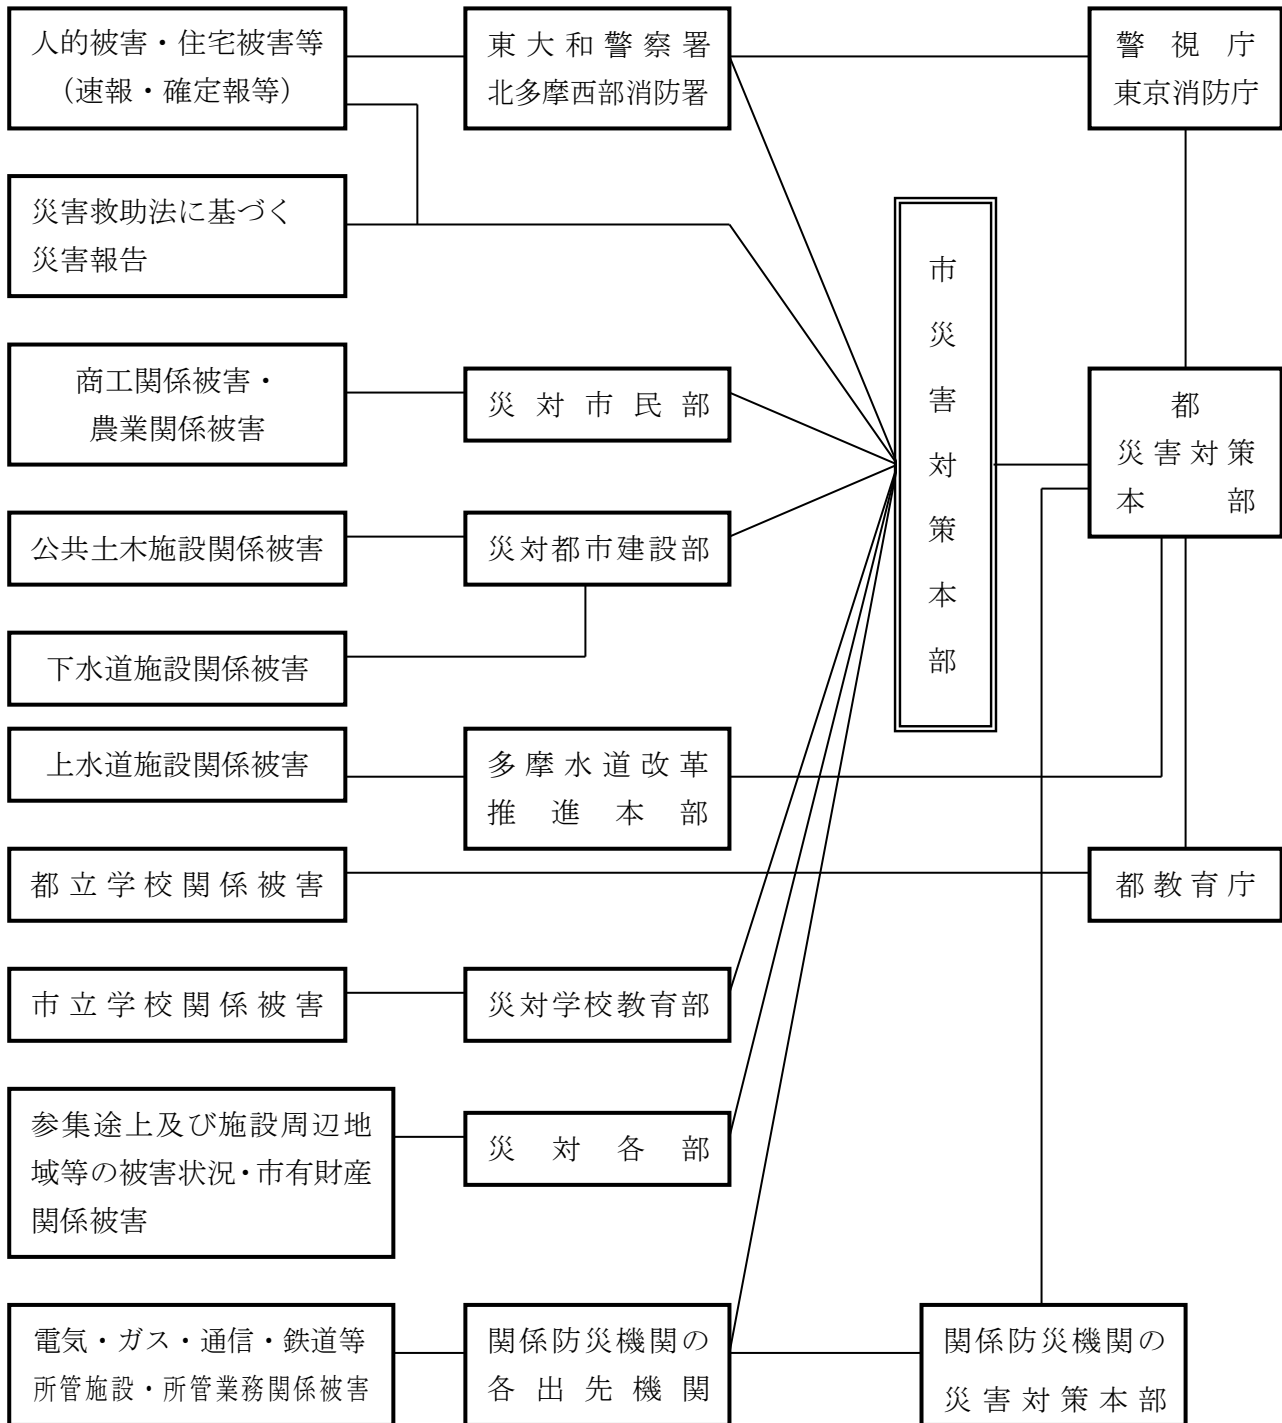 人的被害・住宅被害等
（速報・確定報等）
東大和警察署
北多摩西部消防署
警視庁
東京消防庁
災害救助法に基づく
災害報告
市災害対策本部
商工関係被害・
農業関係被害
災対市民部
都
災害対策
本部
公共土木施設関係被害
災対都市建設部
下水道施設関係被害
上水道施設関係被害
多摩水道改革
推進本部
都立学校関係被害
都教育庁
市立学校関係被害
災対学校教育部
参集途上及び施設周辺地
域等の被害状況・市有財産
関係被害
災対各部
電気・ガス・通信・鉄道等
所管施設・所管業務関係被害
関係防災機関の
各出先機関
関係防災機関の
災害対策本部